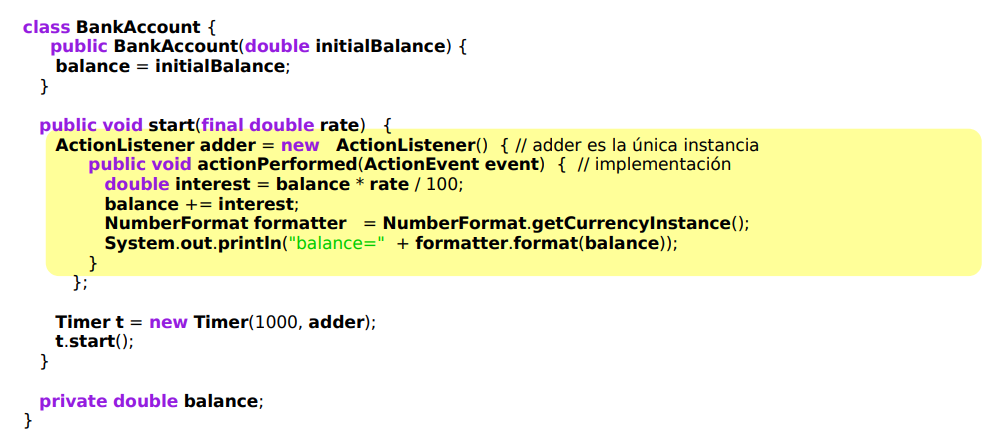 class BankAccount {
public BankAccount(double initialBalance) {
balance = initialBalance;
}
public void start(final double rate) {
ActionListener adder = new ActionListener() { // adder es la única instancia
public void actionPerformed(ActionEvent event) { // implementación
double interest = balance * rate / 100;
balance += interest;
NumberFormat formatter = NumberFormat.getCurrencyInstance();
System.out.println("balance=" + formatter.format(balance));
}
};
Timer t = new Timer(1000, adder);
t.start();
}
private double balance;
}